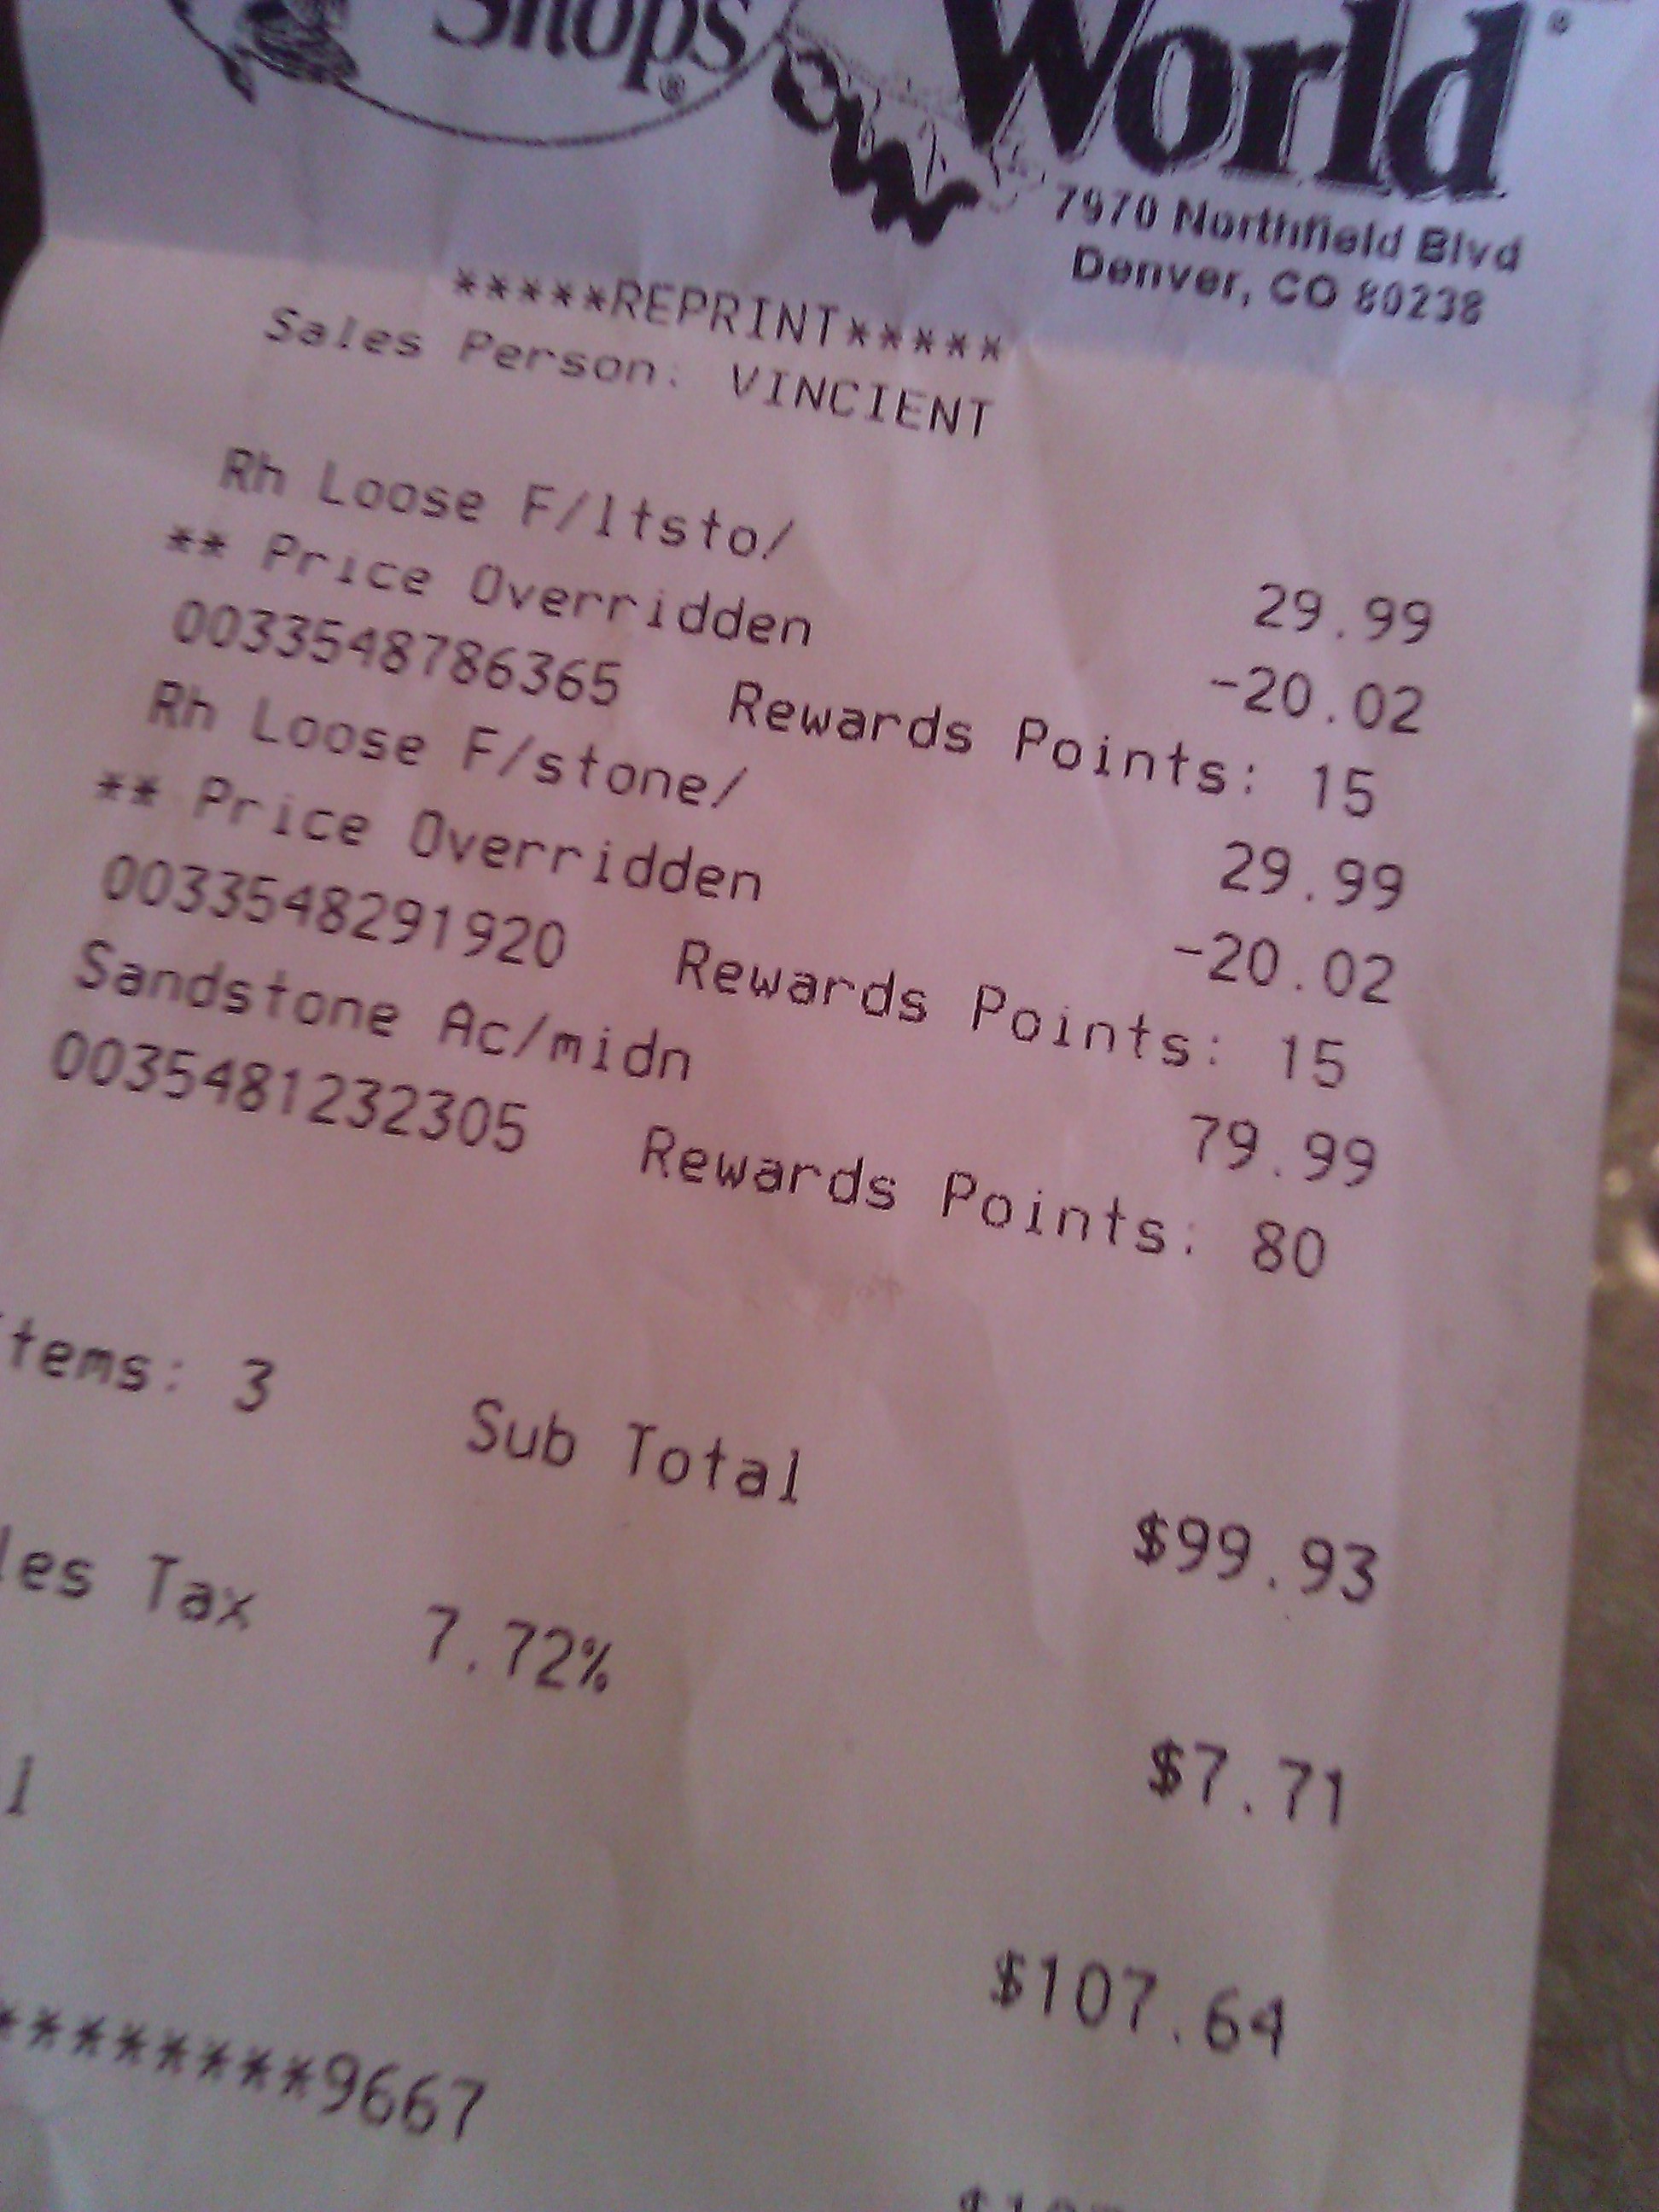 Shops® World®
7970 Northfield Blvd
Denver, CO 80238
*****REPRINT*****
Sales Person: VINCIENT
Rh Loose F/ltsto/ 29.99
** Price Overridden -20.02
0033548786365 Rewards Points: 15
Rh Loose F/stone/ 29.99
** Price Overridden -20.02
0033548291920 Rewards Points: 15
Sandstone Ac/midn 79.99
0035481232305 Rewards Points: 80
tems: 3 Sub Total $99.93
les Tax 7.72% $7.71
l $107.64
********9667